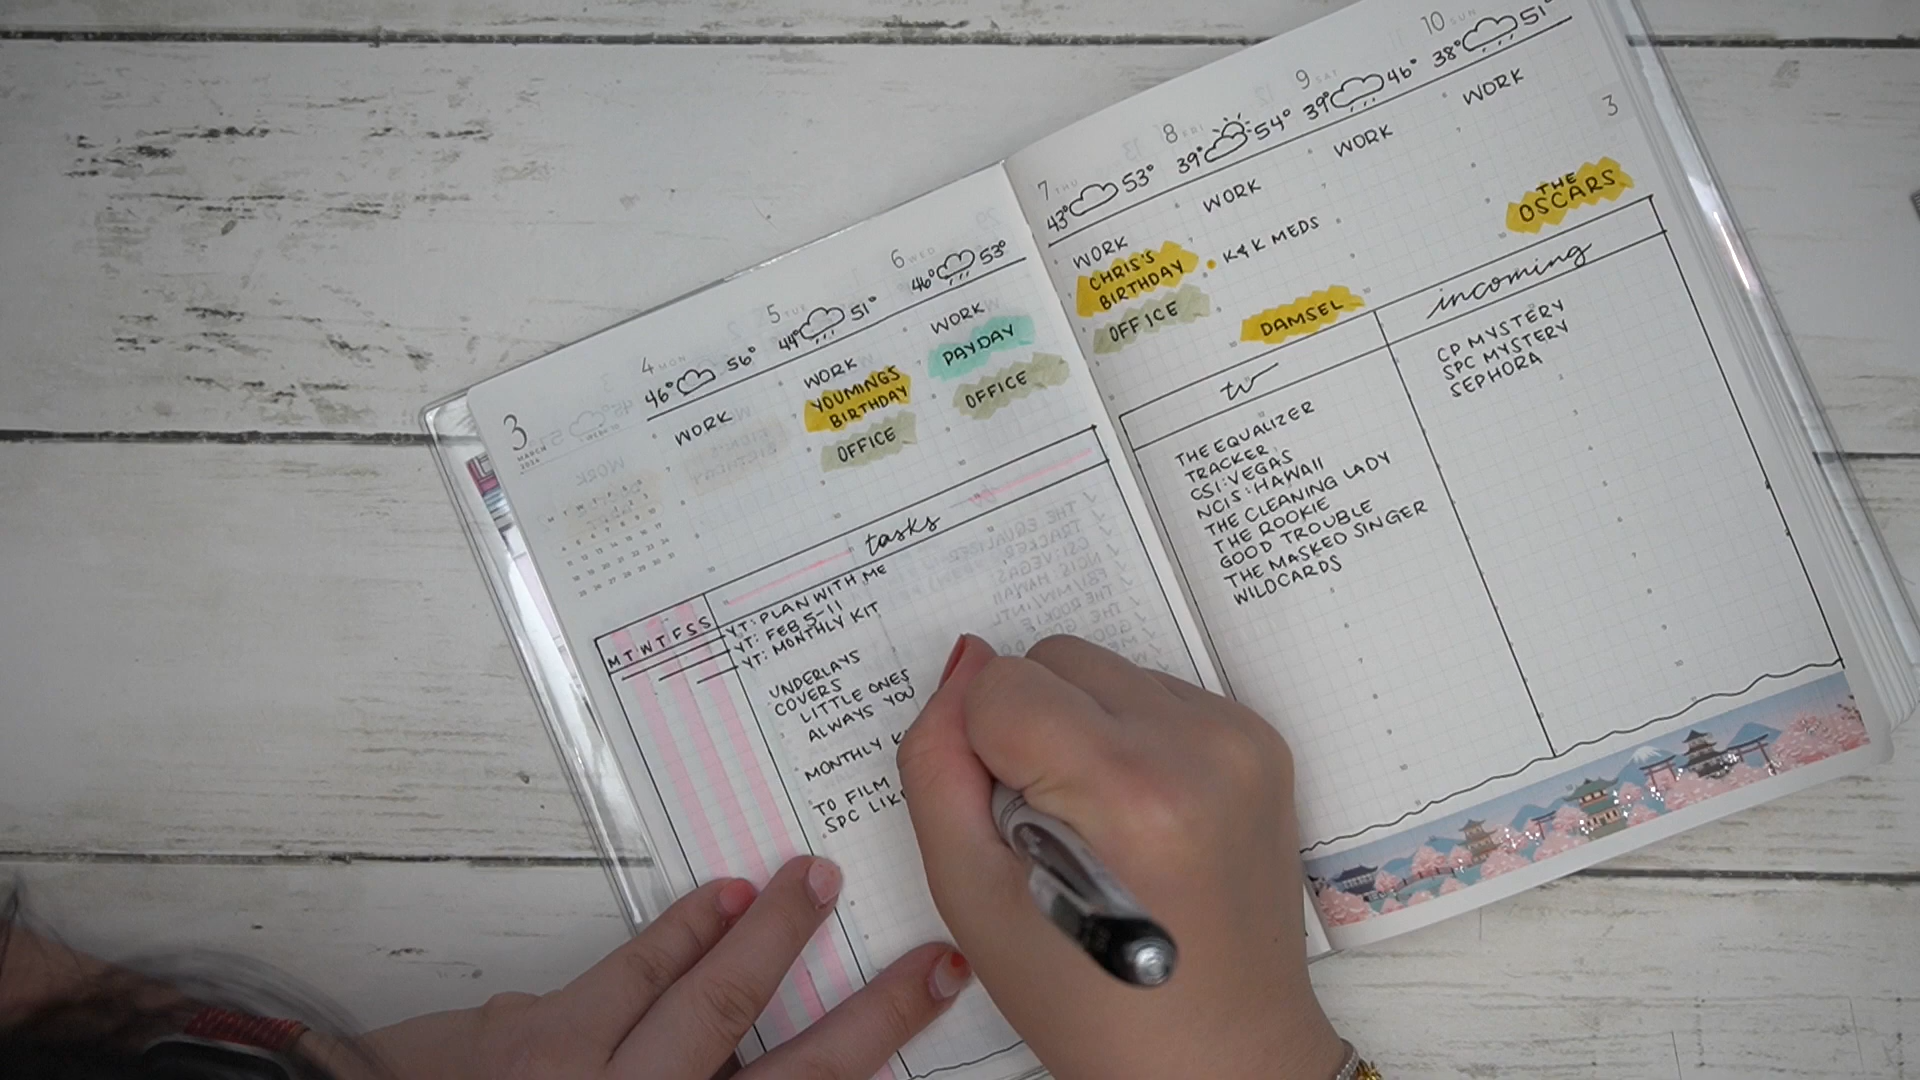 3
MARCH
2024
4 MON
46° 56°
WORK
5 TUE
44° 51°
WORK
YOUMING'S
BIRTHDAY
OFFICE
6 WED
46° 53°
WORK
PAYDAY
OFFICE
tasks
M T W T F S S
YT: PLAN WITH ME
YT: FEB 5-11
YT: MONTHLY KIT
UNDERLAYS
COVERS
LITTLE ONES
ALWAYS YOU
MONTHLY
TO FILM
SPC
7 THU
43° 53°
WORK
CHRIS'S
BIRTHDAY
OFFICE
8 FRI
39° 54°
WORK
K&K MEDS
DAMSEL
9 SAT
39° 46°
WORK
10 SUN
38° 51°
WORK
THE
OSCARS
3
tv
THE EQUALIZER
TRACKER
CSI: VEGAS
NCIS: HAWAII
THE CLEANING LADY
THE ROOKIE
GOOD TROUBLE
THE MASKED SINGER
WILDCARDS
incoming
CP MYSTERY
SPC MYSTERY
SEPHORA